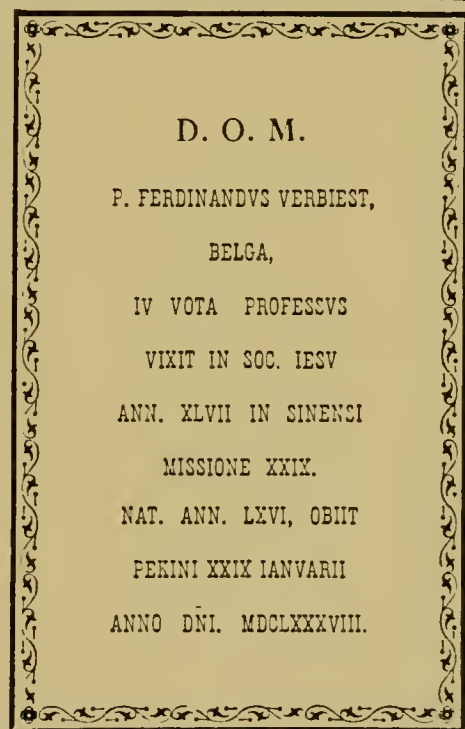 D. O. M.
P. FERDINANDVS VERBIEST,
BELGA,
IV VOTA PROFESSVS
VIXIT IN SOC. IESV
ANN. XLVII IN SINENSI
MISSIONE XXIX.
NAT. ANN. LXVI, OBIIT
PEKINI XXIX IANVARII
ANNO DN̄I. MDCLXXXVIII.